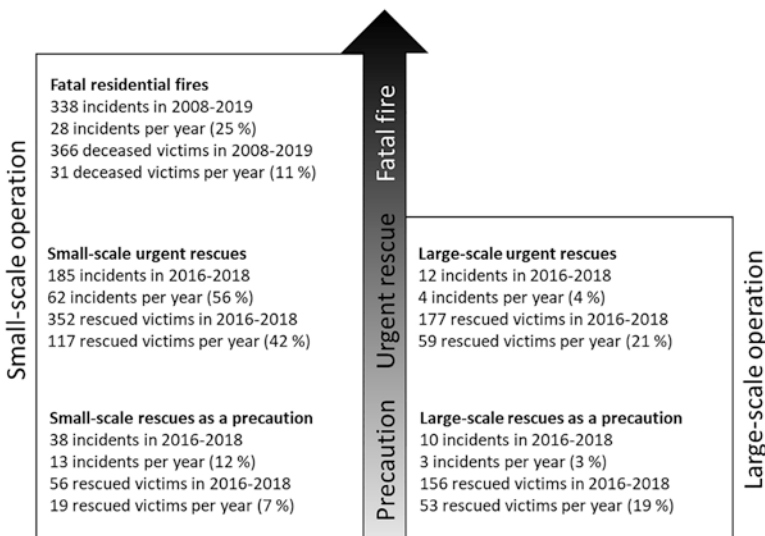 Small-scale operation
Fatal residential fires
338 incidents in 2008-2019
28 incidents per year (25 %)
366 deceased victims in 2008-2019
31 deceased victims per year (11 %)
Small-scale urgent rescues
185 incidents in 2016-2018
62 incidents per year (56 %)
352 rescued victims in 2016-2018
117 rescued victims per year (42 %)
Small-scale rescues as a precaution
38 incidents in 2016-2018
13 incidents per year (12 %)
56 rescued victims in 2016-2018
19 rescued victims per year (7 %)
Fatal fire
Urgent rescue
Precaution
Large-scale urgent rescues
12 incidents in 2016-2018
4 incidents per year (4 %)
177 rescued victims in 2016-2018
59 rescued victims per year (21 %)
Large-scale rescues as a precaution
10 incidents in 2016-2018
3 incidents per year (3 %)
156 rescued victims in 2016-2018
53 rescued victims per year (19 %)
Large-scale operation